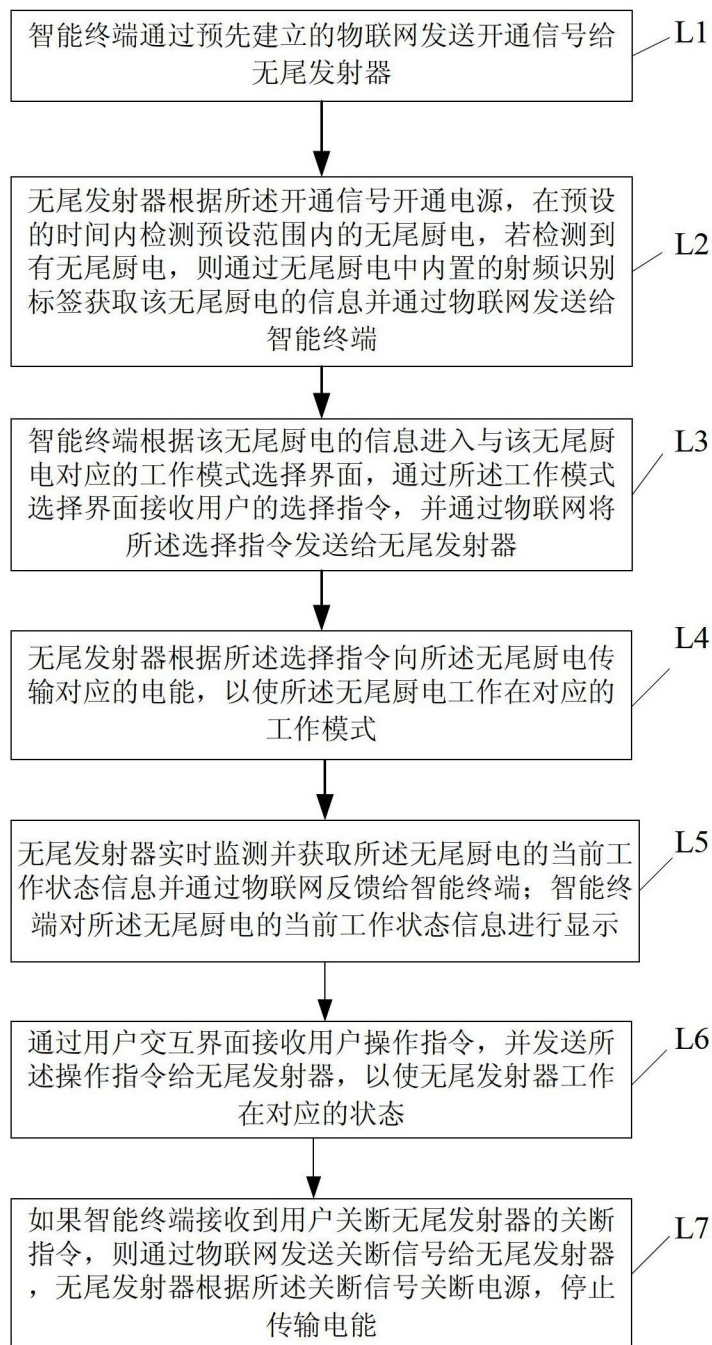 智能终端通过预先建立的物联网发送开通信号给
无尾发射器
L1
无尾发射器根据所述开通信号开通电源，在预设
的时间内检测预设范围内的无尾厨电，若检测到
有无尾厨电，则通过无尾厨电中内置的射频识别
标签获取该无尾厨电的信息并通过物联网发送给
智能终端
L2
智能终端根据该无尾厨电的信息进入与该无尾厨
电对应的工作模式选择界面，通过所述工作模式
选择界面接收用户的选择指令，并通过物联网将
所述选择指令发送给无尾发射器
L3
无尾发射器根据所述选择指令向所述无尾厨电传
输对应的电能，以使所述无尾厨电工作在对应的
工作模式
L4
无尾发射器实时监测并获取所述无尾厨电的当前工
作状态信息并通过物联网反馈给智能终端；智能终
端对所述无尾厨电的当前工作状态信息进行显示
L5
通过用户交互界面接收用户操作指令，并发送所
述操作指令给无尾发射器，以使无尾发射器工作
在对应的状态
L6
如果智能终端接收到用户关断无尾发射器的关断
指令，则通过物联网发送关断信号给无尾发射器
，无尾发射器根据所述关断信号关断电源，停止
传输电能
L7